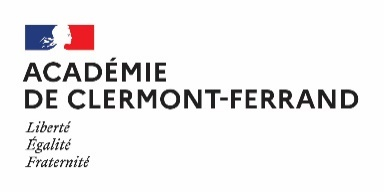 ACADÉMIE
DE CLERMONT-FERRAND
Liberté
Égalité
Fraternité